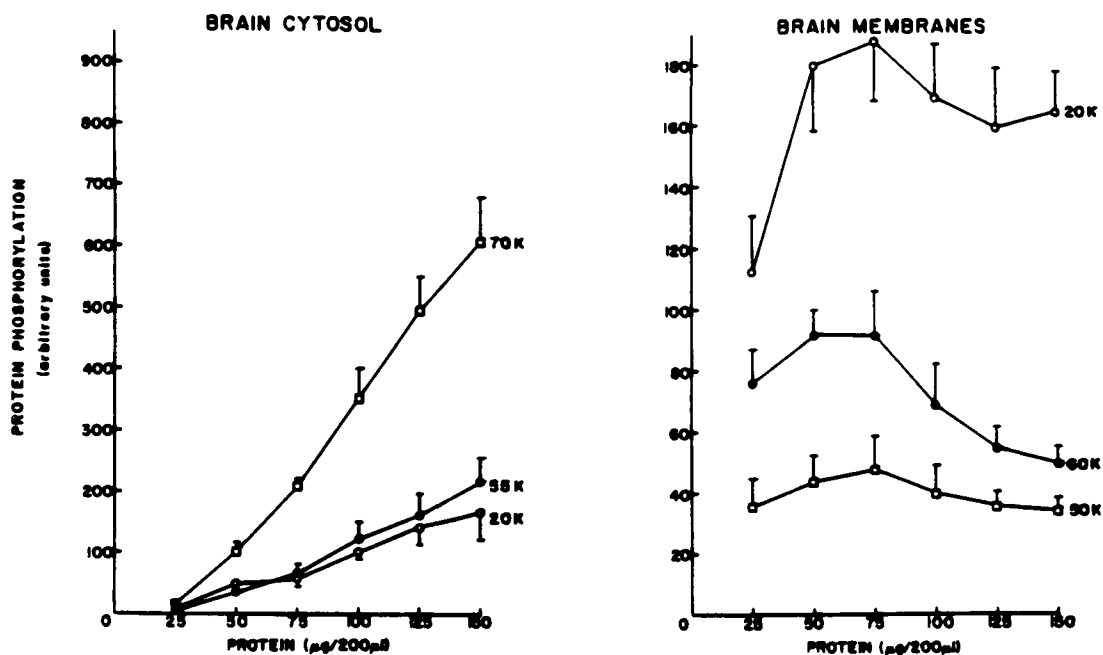 BRAIN CYTOSOL
900
800
700
600
500
400
300
200
100
0
25 50 75 100 125 150
PROTEIN (µg/200µl)
PROTEIN PHOSPHORYLATION
(arbitrary units)
70K
55K
20K
BRAIN MEMBRANES
180
160
140
120
100
80
60
40
20
0
25 50 75 100 125 150
PROTEIN (µg/200µl)
20K
60K
50K